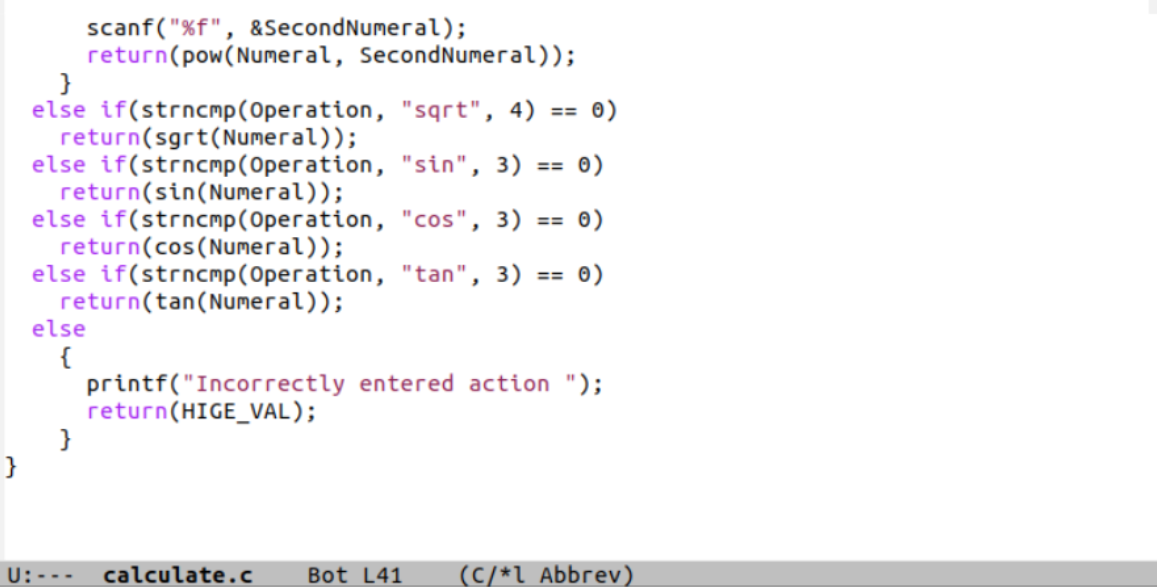 scanf("%f", &SecondNumeral);
return(pow(Numeral, SecondNumeral));
}
else if(strncmp(Operation, "sqrt", 4) == 0)
return(sgrt(Numeral));
else if(strncmp(Operation, "sin", 3) == 0)
return(sin(Numeral));
else if(strncmp(Operation, "cos", 3) == 0)
return(cos(Numeral));
else if(strncmp(Operation, "tan", 3) == 0)
return(tan(Numeral));
else
{
printf("Incorrectly entered action ");
return(HIGE_VAL);
}
}
U:--- calculate.c Bot L41 (C/*l Abbrev)